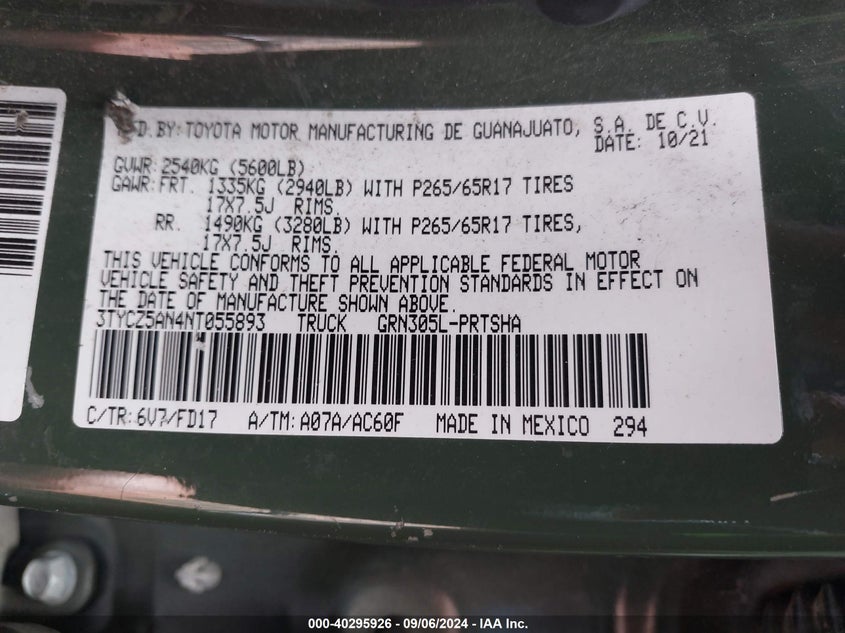 D. BY: TOYOTA MOTOR MANUFACTURING DE GUANAJUATO, S.A. DE C.V.
DATE: 10/21
GVWR: 2540KG (5600LB)
GAWR: FRT. 1335KG (2940LB) WITH P265/65R17 TIRES
17X7.5J RIMS.
RR. 1490KG (3280LB) WITH P265/65R17 TIRES,
17X7.5J RIMS.
THIS VEHICLE CONFORMS TO ALL APPLICABLE FEDERAL MOTOR
VEHICLE SAFETY AND THEFT PREVENTION STANDARDS IN EFFECT ON
THE DATE OF MANUFACTURE SHOWN ABOVE.
3TYCZ5AN4NT055893 TRUCK GRN305L-PRTSHA
C/TR: 6V7/FD17 A/TM: A07A/AC60F MADE IN MEXICO 294
000-40295926 - 09/06/2024 - IAA Inc.